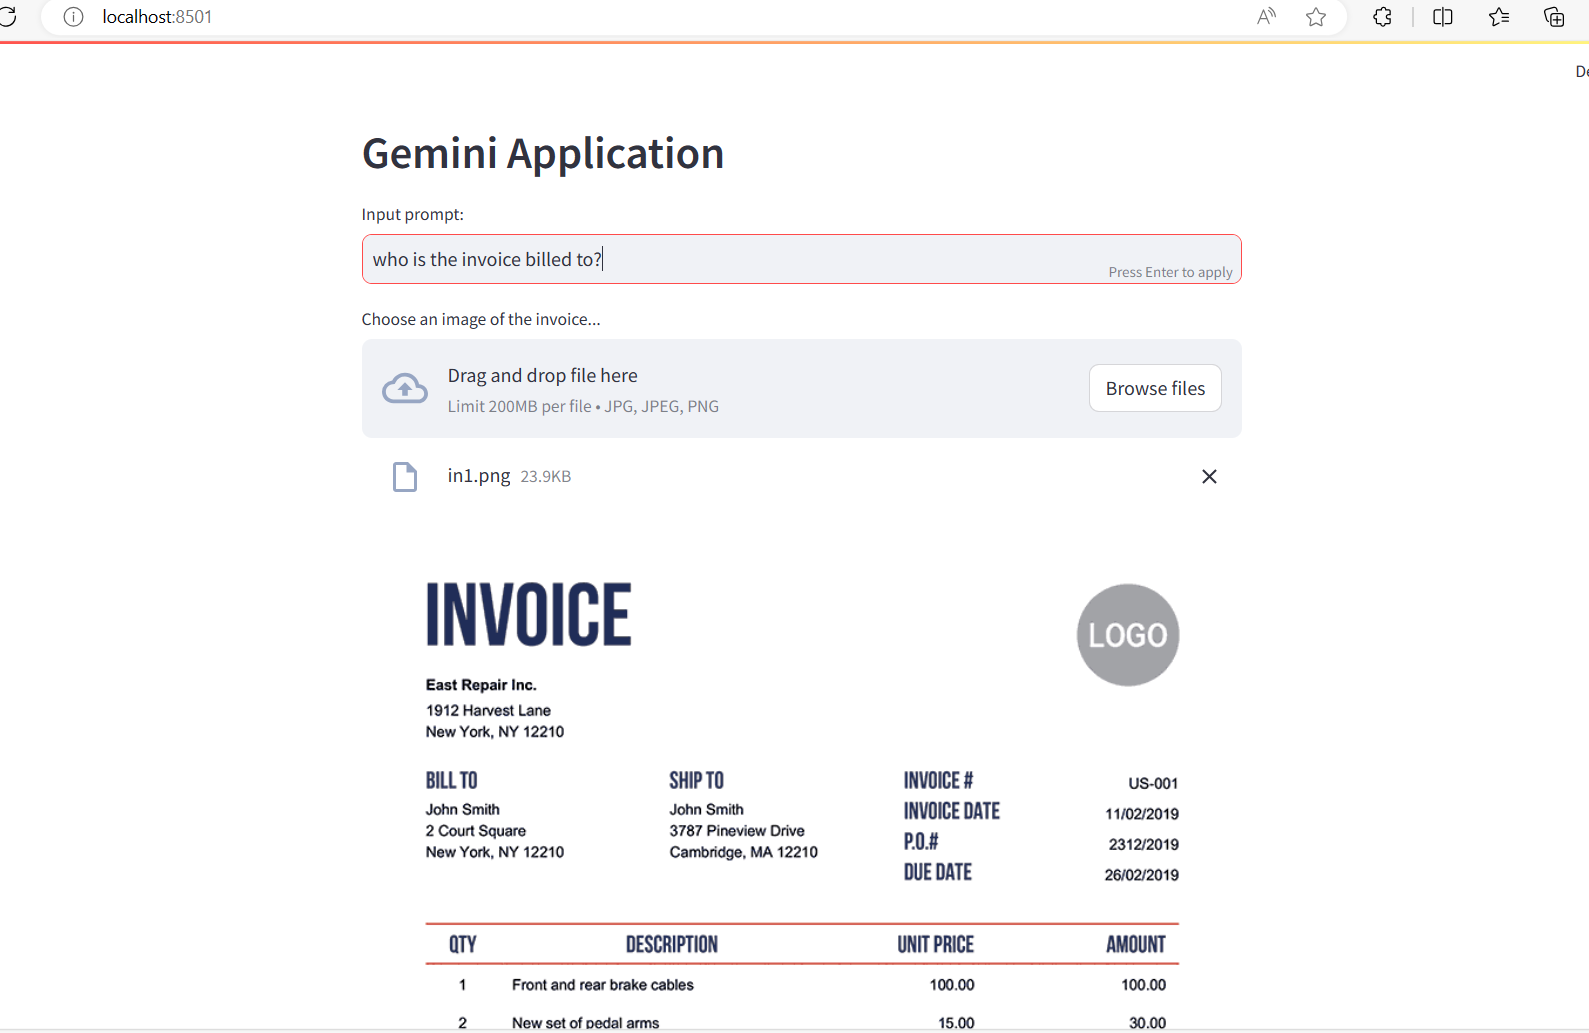 localhost:8501
De
Gemini Application
Input prompt:
who is the invoice billed to?
Press Enter to apply
Choose an image of the invoice...
Drag and drop file here
Limit 200MB per file • JPG, JPEG, PNG
Browse files
in1.png 23.9KB
INVOICE
LOGO
East Repair Inc.
1912 Harvest Lane
New York, NY 12210
BILL TO
John Smith
2 Court Square
New York, NY 12210
SHIP TO
John Smith
3787 Pineview Drive
Cambridge, MA 12210
INVOICE # US-001
INVOICE DATE 11/02/2019
P.O.# 2312/2019
DUE DATE 26/02/2019
QTY DESCRIPTION UNIT PRICE AMOUNT
1 Front and rear brake cables 100.00 100.00
2 New set of pedal arms 15.00 30.00